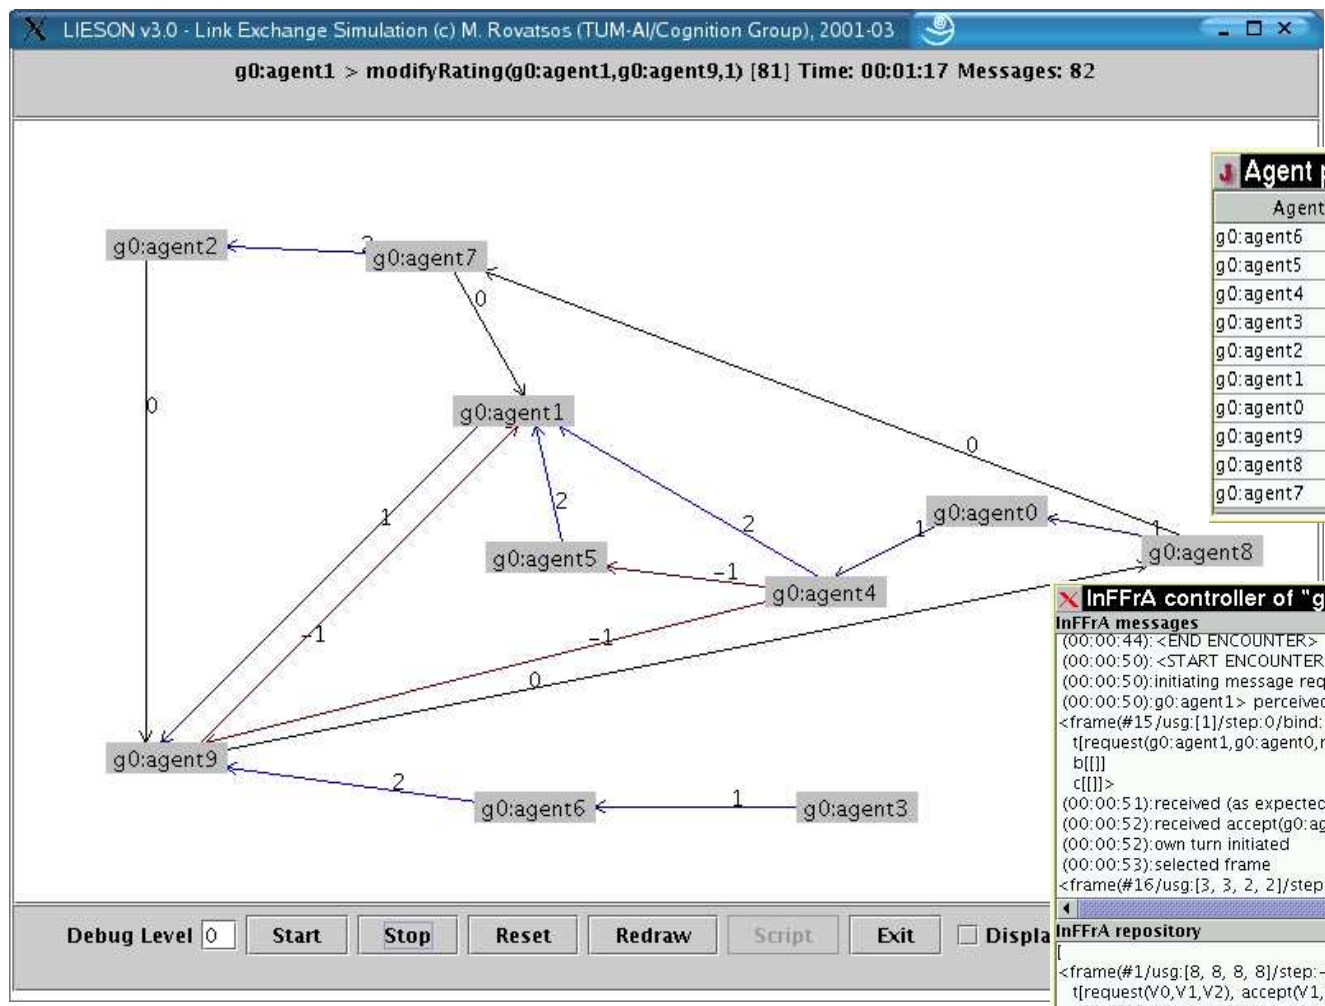 LIESON v3.0 - Link Exchange Simulation (c) M. Rovatsos (TUM-AI/Cognition Group), 2001-03
g0:agent1 > modifyRating(g0:agent1,g0:agent9,1) [81] Time: 00:01:17 Messages: 82
g0:agent2
2
g0:agent7
0
0
g0:agent1
0
1
2
2
g0:agent0
1
1
g0:agent8
g0:agent5
-1
g0:agent4
-1
-1
0
g0:agent9
2
g0:agent6
1
g0:agent3
Agent
Agent
g0:agent6
g0:agent5
g0:agent4
g0:agent3
g0:agent2
g0:agent1
g0:agent0
g0:agent9
g0:agent8
g0:agent7
InFFrA controller of "g
InFFrA messages
(00:00:44):<END ENCOUNTER>
(00:00:50):<START ENCOUNTER
(00:00:50):initiating message req
(00:00:50):g0:agent1> perceived
<frame(#15/usg:[1]/step:0/bind:
t[request(g0:agent1,g0:agent0,r
b[[]]
c[[]]>
(00:00:51):received (as expected
(00:00:52):received accept(g0:ag
(00:00:52):own turn initiated
(00:00:53):selected frame
<frame(#16/usg:[3, 3, 2, 2]/step
InFFrA repository
[
<frame(#1/usg:[8, 8, 8, 8]/step:-
t[request(V0,V1,V2), accept(V1,
Debug Level 0 Start Stop Reset Redraw Script Exit Displa